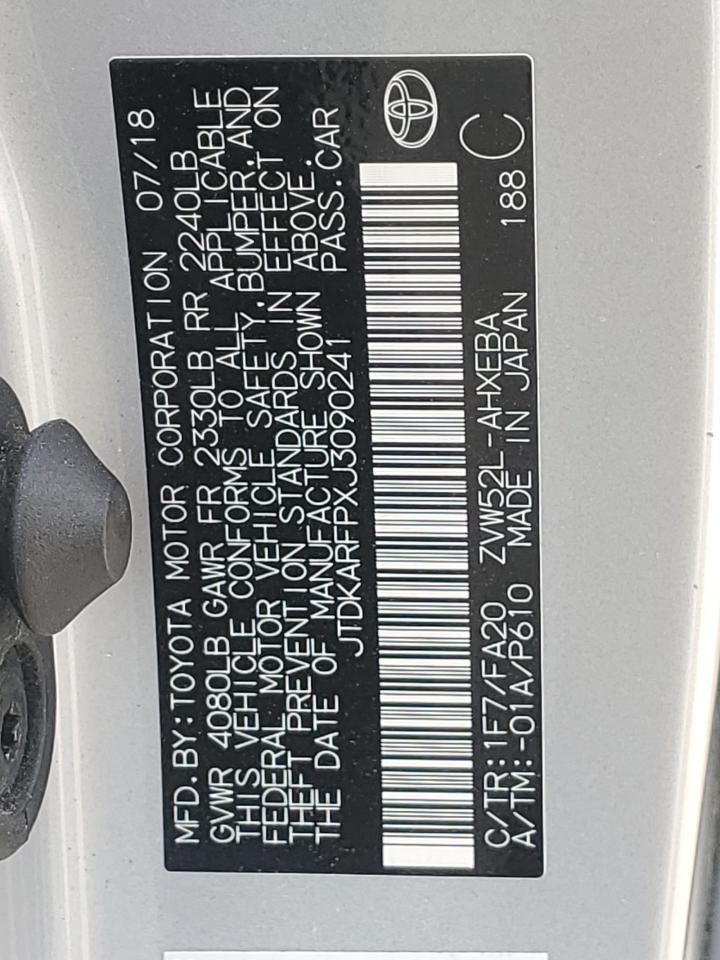 MFD.BY:TOYOTA MOTOR CORPORATION 07/18
GVWR 4080LB GAWR FR 2330LB RR 2240LB
THIS VEHICLE CONFORMS TO ALL APPLICABLE
FEDERAL MOTOR VEHICLE SAFETY,BUMPER,AND
THEFT PREVENTION STANDARDS IN EFFECT ON
THE DATE OF MANUFACTURE SHOWN ABOVE.
JTDKARFPXJ3090241 PASS.CAR
C/TR:1F7/FA20 ZVW52L-AHXEBA C
A/TM:-01A/P610 MADE IN JAPAN 188